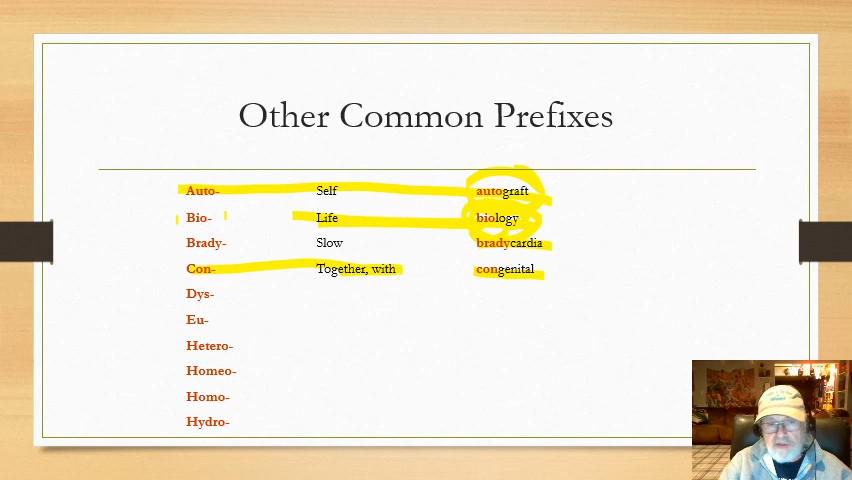 Other Common Prefixes
Auto- Self autograft
Bio- Life biology
Brady- Slow bradycardia
Con- Together, with congenital
Dys-
Eu-
Hetero-
Homeo-
Homo-
Hydro-